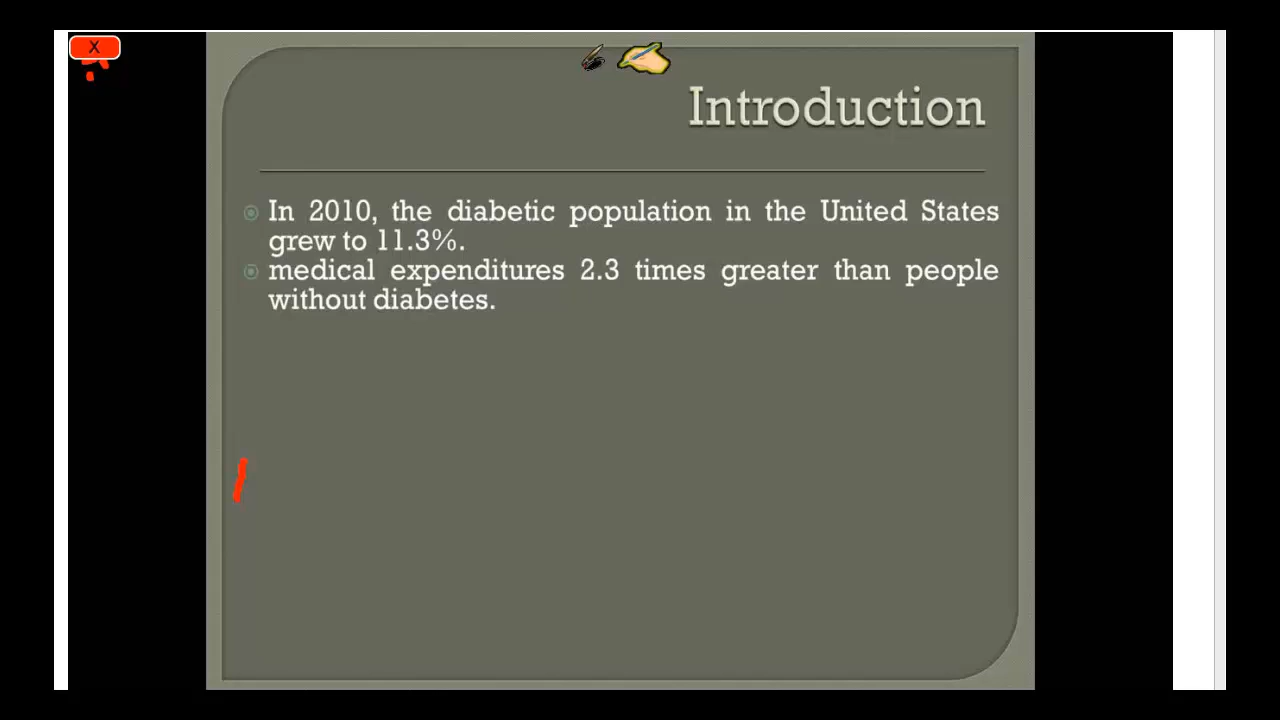 X
Introduction
In 2010, the diabetic population in the United States
grew to 11.3%.
medical expenditures 2.3 times greater than people
without diabetes.